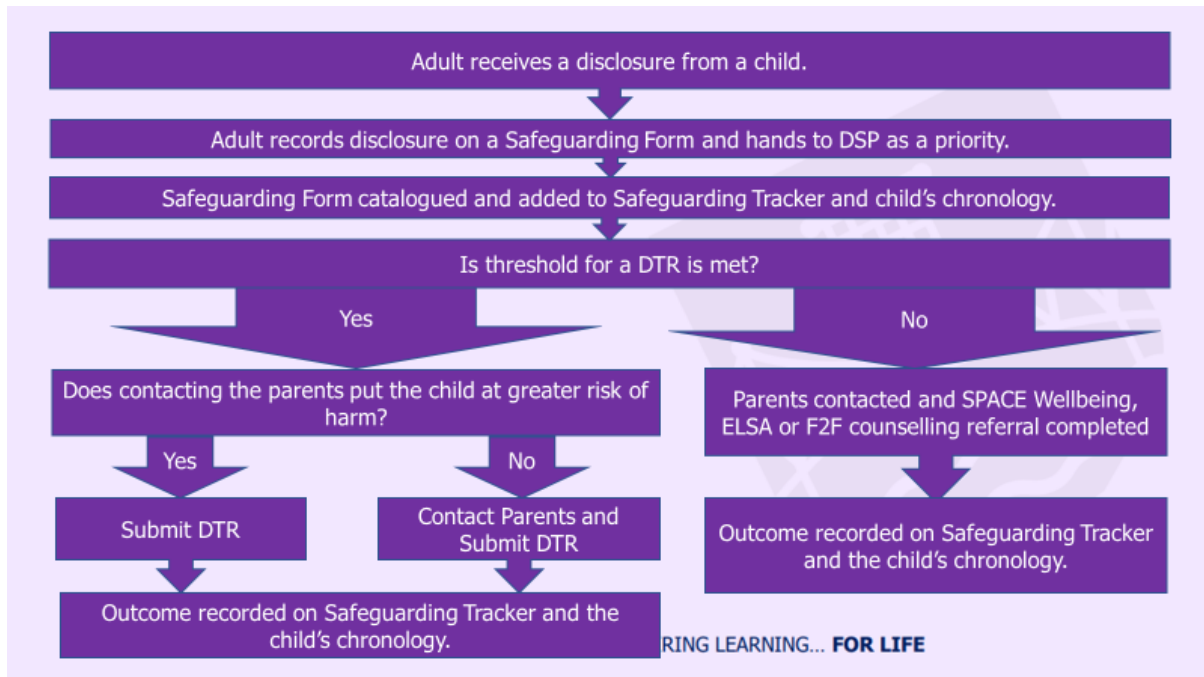 Adult receives a disclosure from a child.
Adult records disclosure on a Safeguarding Form and hands to DSP as a priority.
Safeguarding Form catalogued and added to Safeguarding Tracker and child's chronology.
Is threshold for a DTR is met?
Yes
No
Does contacting the parents put the child at greater risk of
harm?
Parents contacted and SPACE Wellbeing,
ELSA or F2F counselling referral completed
Yes
No
Submit DTR
Contact Parents and
Submit DTR
Outcome recorded on Safeguarding Tracker
and the child's chronology.
Outcome recorded on Safeguarding Tracker and the
child's chronology.
RING LEARNING... FOR LIFE